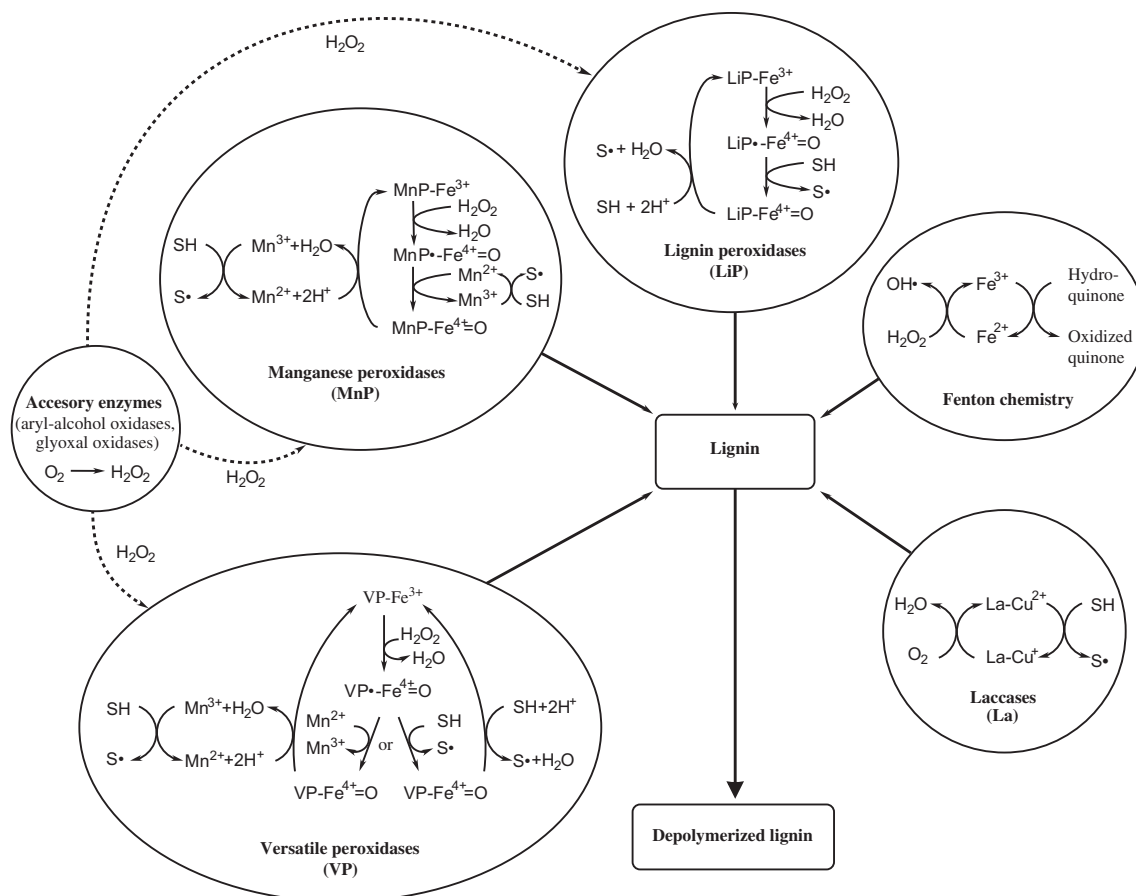 H₂O₂
LiP-Fe³⁺
H₂O₂
H₂O
LiP•-Fe⁴⁺=O
S• + H₂O
SH
S•
SH + 2H⁺
LiP-Fe⁴⁺=O
Lignin peroxidases
(LiP)
MnP-Fe³⁺
H₂O₂
H₂O
SH
Mn³⁺+H₂O
MnP•-Fe⁴⁺=O
Mn²⁺
S•
S•
Mn²⁺+2H⁺
Mn³⁺
SH
MnP-Fe⁴⁺=O
Manganese peroxidases
(MnP)
OH•
Fe³⁺
Hydro-
quinone
H₂O₂
Fe²⁺
Oxidized
quinone
Fenton chemistry
Accesory enzymes
(aryl-alcohol oxidases,
glyoxal oxidases)
O₂ → H₂O₂
H₂O₂
Lignin
H₂O₂
VP-Fe³⁺
H₂O₂
H₂O
VP•-Fe⁴⁺=O
SH
Mn³⁺+H₂O
Mn²⁺
SH
SH+2H⁺
Mn³⁺
or
S•
S•
Mn²⁺+2H⁺
S•+H₂O
VP-Fe⁴⁺=O
VP-Fe⁴⁺=O
Versatile peroxidases
(VP)
H₂O
La-Cu²⁺
SH
O₂
La-Cu⁺
S•
Laccases
(La)
Depolymerized lignin